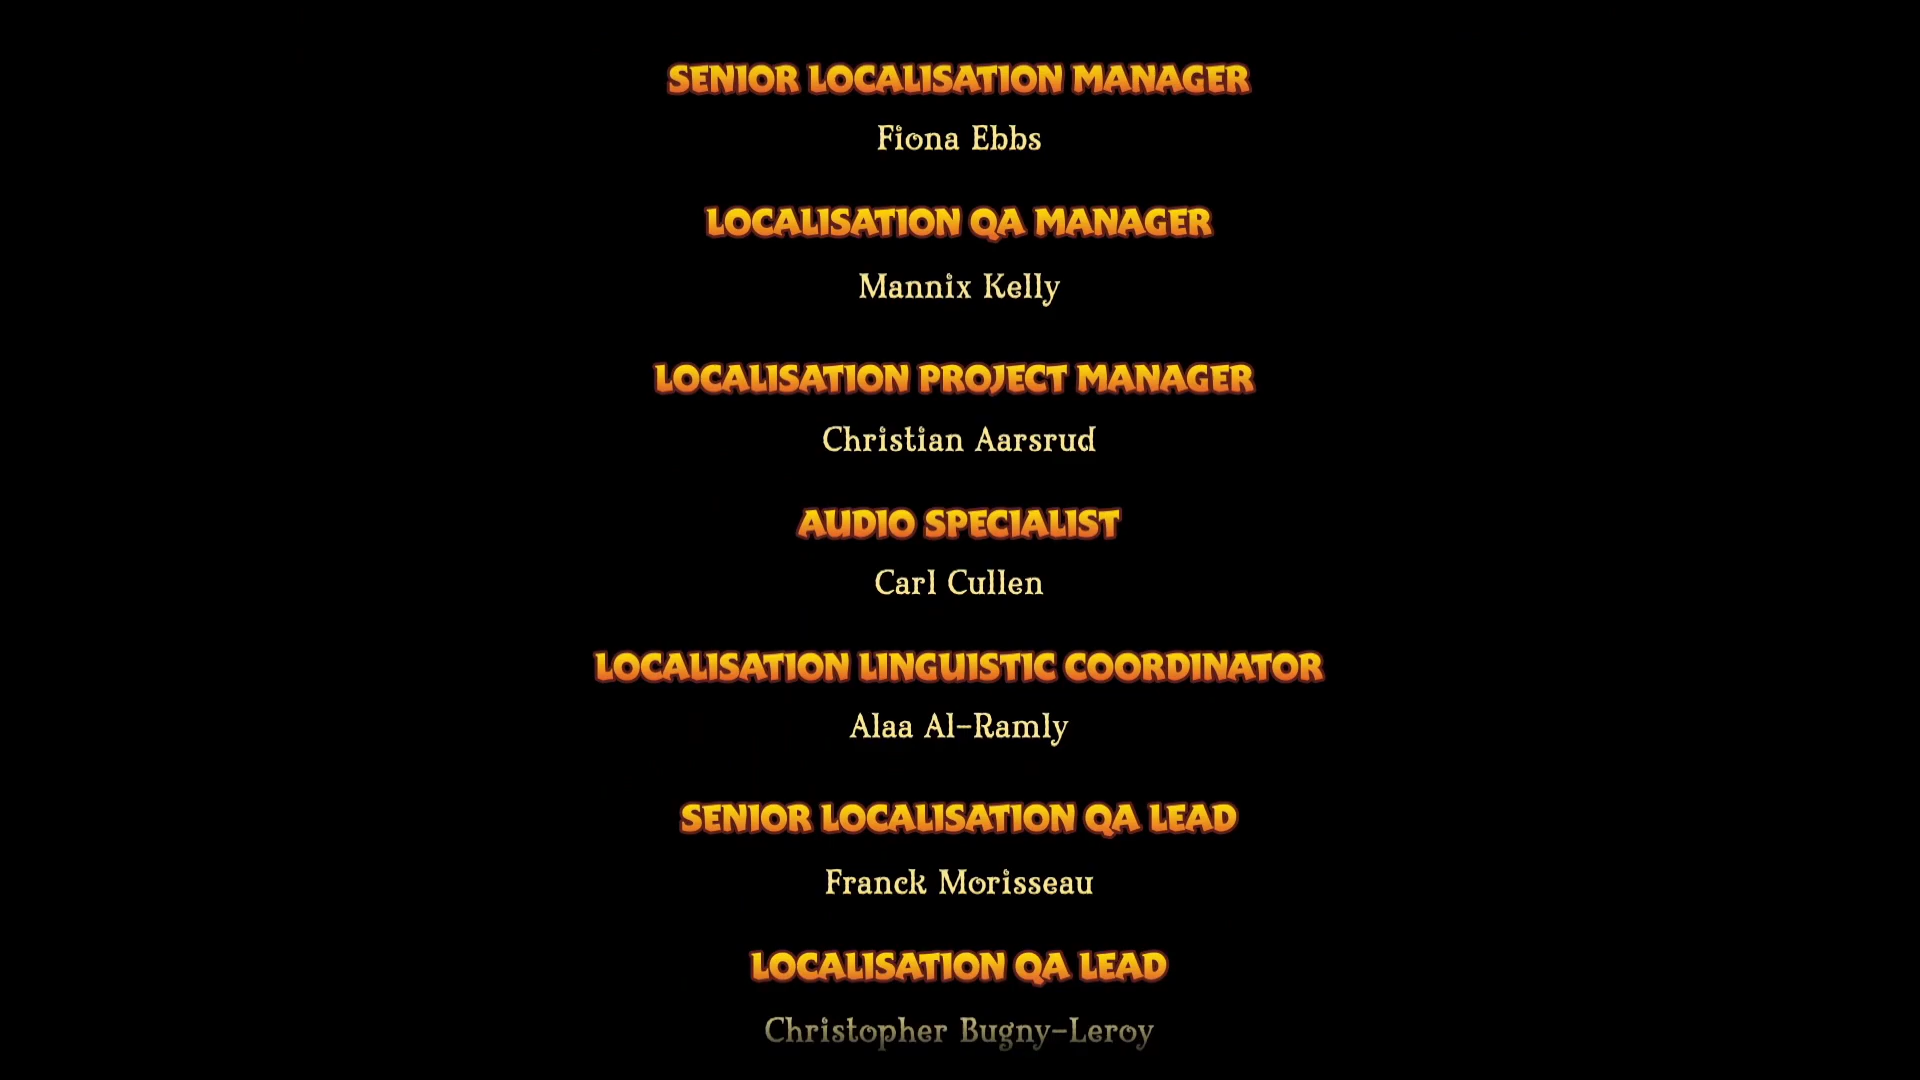 SENIOR LOCALISATION MANAGER
Fiona Ebbs
LOCALISATION QA MANAGER
Mannix Kelly
LOCALISATION PROJECT MANAGER
Christian Aarsrud
AUDIO SPECIALIST
Carl Cullen
LOCALISATION LINGUISTIC COORDINATOR
Alaa Al-Ramly
SENIOR LOCALISATION QA LEAD
Franck Morisseau
LOCALISATION QA LEAD
Christopher Bugny-Leroy